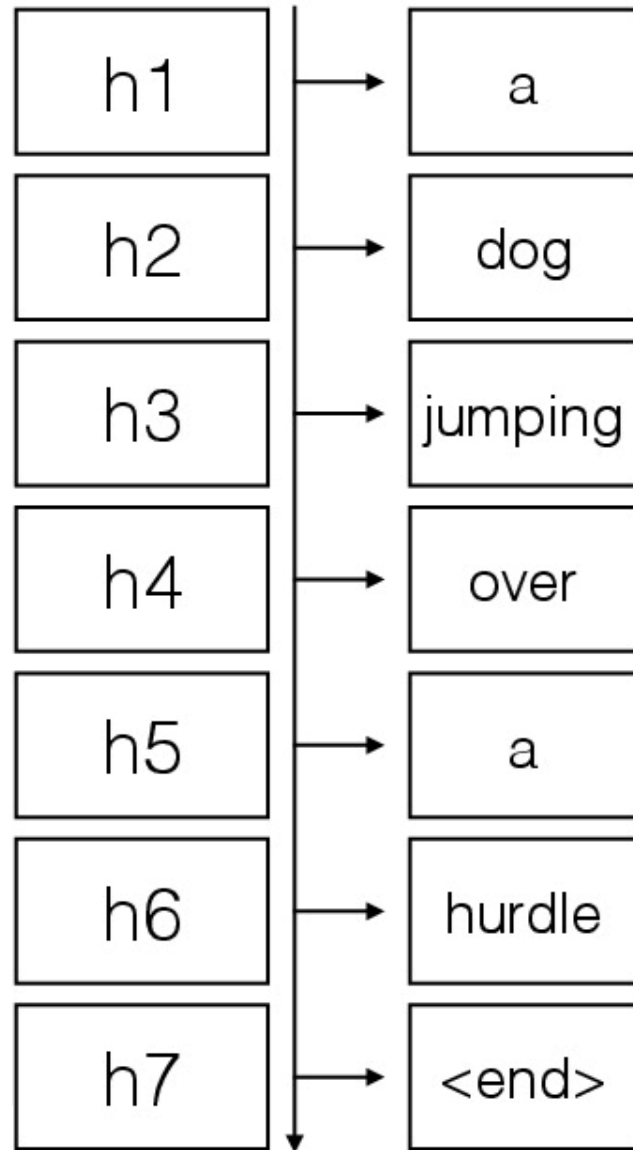 h1 a
h2 dog
h3 jumping
h4 over
h5 a
h6 hurdle
h7 <end>